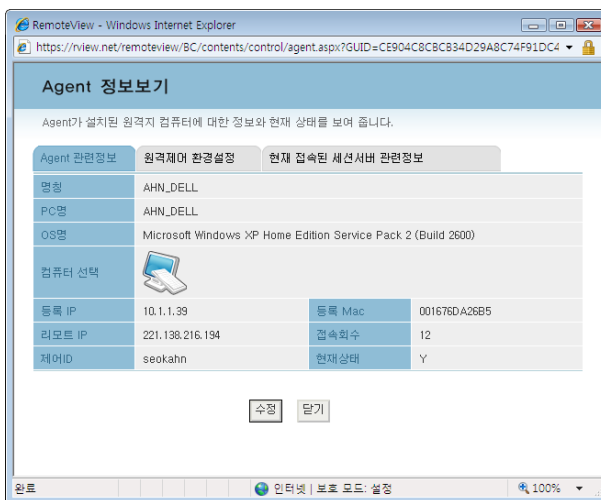 RemoteView - Windows Internet Explorer
https://rview.net/remoteview/BC/contents/control/agent.aspx?GUID=CE904C8CBCB34D29A8C74F91DC4
Agent 정보보기
Agent가 설치된 원격지 컴퓨터에 대한 정보와 현재 상태를 보여 줍니다.
Agent 관련정보 원격제어 환경설정 현재 접속된 세션서버 관련정보
명칭 AHN_DELL
PC명 AHN_DELL
OS명 Microsoft Windows XP Home Edition Service Pack 2 (Build 2600)
컴퓨터 선택
등록 IP 10.1.1.39 등록 Mac 001676DA26B5
리모트 IP 221.138.216.194 접속회수 12
제어ID seokahn 현재상태 Y
수정 닫기
완료 인터넷 | 보호 모드: 설정 100%